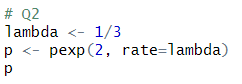 # Q2
lambda <- 1/3
p <- pexp(2, rate=lambda)
p